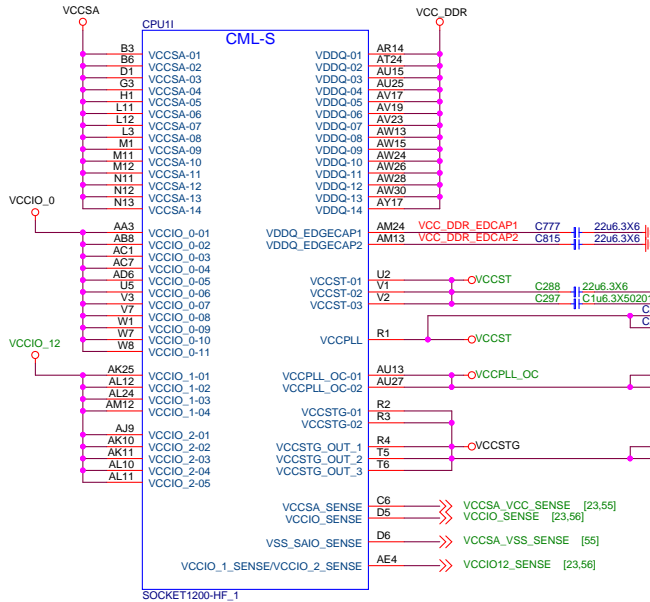 VCCSA
VCC_DDR
CPU1I
CML-S
B3 VCCSA-01 VDDQ-01 AR14
B6 VCCSA-02 VDDQ-02 AT24
D1 VCCSA-03 VDDQ-03 AU15
G3 VCCSA-04 VDDQ-04 AU25
H1 VCCSA-05 VDDQ-05 AV17
L11 VCCSA-06 VDDQ-06 AV19
L12 VCCSA-07 VDDQ-07 AV23
L3 VCCSA-08 VDDQ-08 AW13
M1 VCCSA-09 VDDQ-09 AW15
M11 VCCSA-10 VDDQ-10 AW24
M12 VCCSA-11 VDDQ-11 AW26
N11 VCCSA-12 VDDQ-12 AW28
N12 VCCSA-13 VDDQ-13 AW30
N13 VCCSA-14 VDDQ-14 AY17
VCCIO_0
AA3 VCCIO_0-01 VDDQ_EDGECAP1 AM24 VCC_DDR_EDCAP1 C777 22u6.3X6
AB8 VCCIO_0-02 VDDQ_EDGECAP2 AM13 VCC_DDR_EDCAP2 C815 22u6.3X6
AC1 VCCIO_0-03
AC7 VCCIO_0-04
AD6 VCCIO_0-05 VCCST-01 U2 VCCST
U5 VCCIO_0-06 VCCST-02 V1 C288 22u6.3X6
V3 VCCIO_0-07 VCCST-03 V2 C297 C1u6.3X50201
V7 VCCIO_0-08 C
W1 VCCIO_0-09 C
W7 VCCIO_0-10 VCCPLL R1 VCCST
W8 VCCIO_0-11
VCCIO_12
AK25 VCCIO_1-01 VCCPLL_OC-01 AU13 VCCPLL_OC
AL12 VCCIO_1-02 VCCPLL_OC-02 AU27
AL24 VCCIO_1-03
AM12 VCCIO_1-04 VCCSTG-01 R2
VCCSTG-02 R3
AJ9 VCCIO_2-01
AK10 VCCIO_2-02 VCCSTG_OUT_1 R4 VCCSTG
AK11 VCCIO_2-03 VCCSTG_OUT_2 T5
AL10 VCCIO_2-04 VCCSTG_OUT_3 T6
AL11 VCCIO_2-05
VCCSA_SENSE C6 VCCSA_VCC_SENSE [23,55]
VCCIO_SENSE D5 VCCIO_SENSE [23,56]
VSS_SAIO_SENSE D6 VCCSA_VSS_SENSE [55]
VCCIO_1_SENSE/VCCIO_2_SENSE AE4 VCCIO12_SENSE [23,56]
SOCKET1200-HF_1